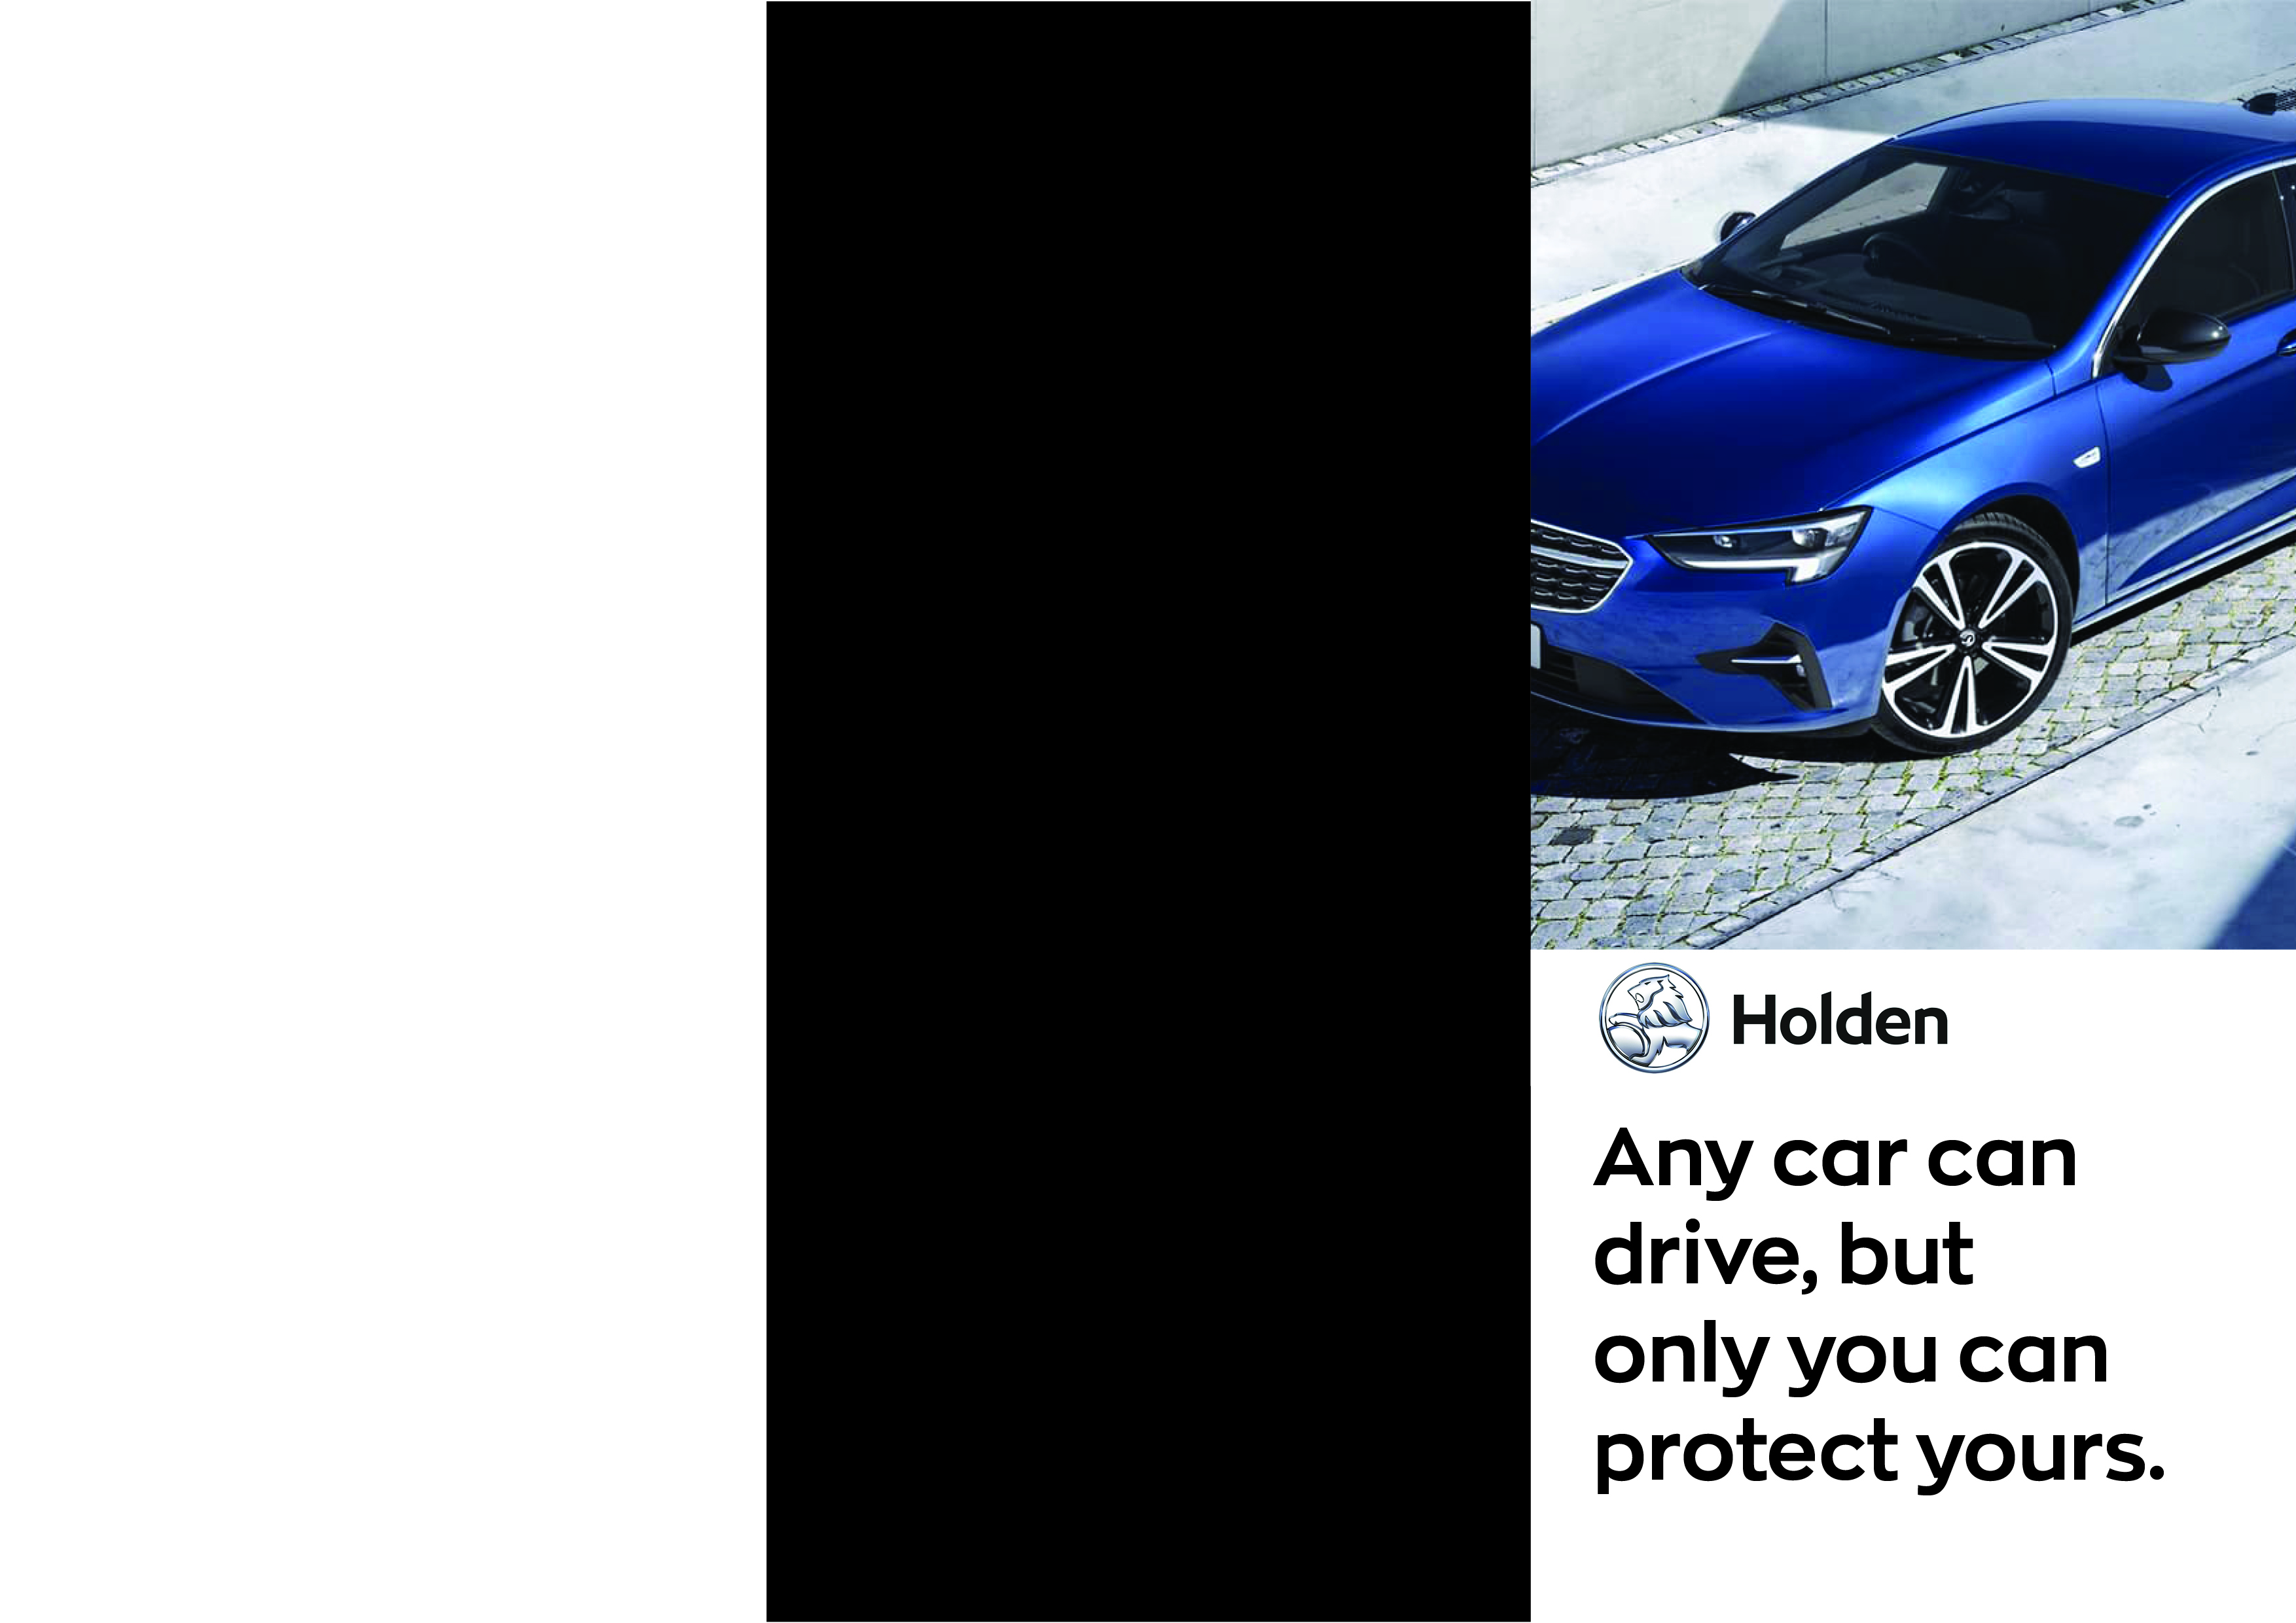 Holden
Any car can
drive, but
only you can
protect yours.